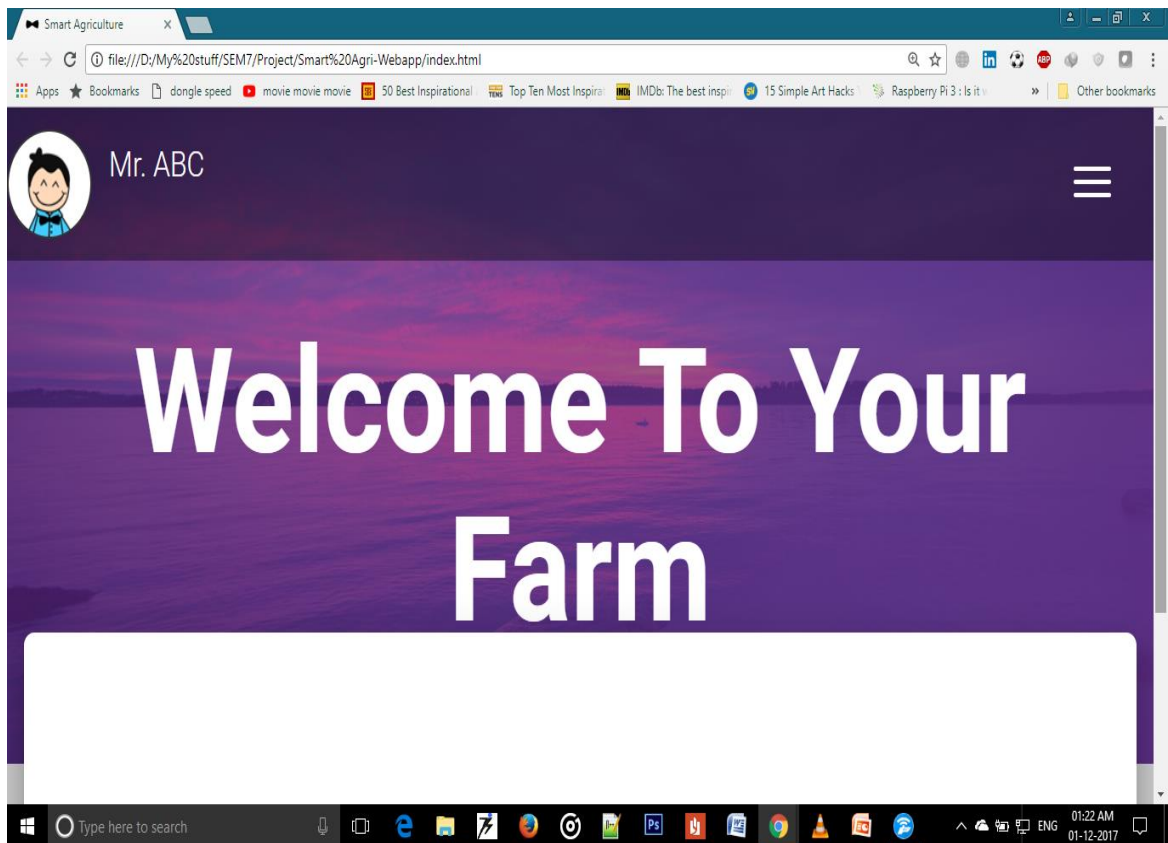 Smart Agriculture
file:///D:/My%20stuff/SEM7/Project/Smart%20Agri-Webapp/index.html
Apps Bookmarks dongle speed movie movie movie 50 Best Inspirational Top Ten Most Inspira IMDb: The best inspi 15 Simple Art Hacks Raspberry Pi 3 : Is it Other bookmarks
Mr. ABC
Welcome To Your
Farm
Type here to search
ENG
01:22 AM
01-12-2017